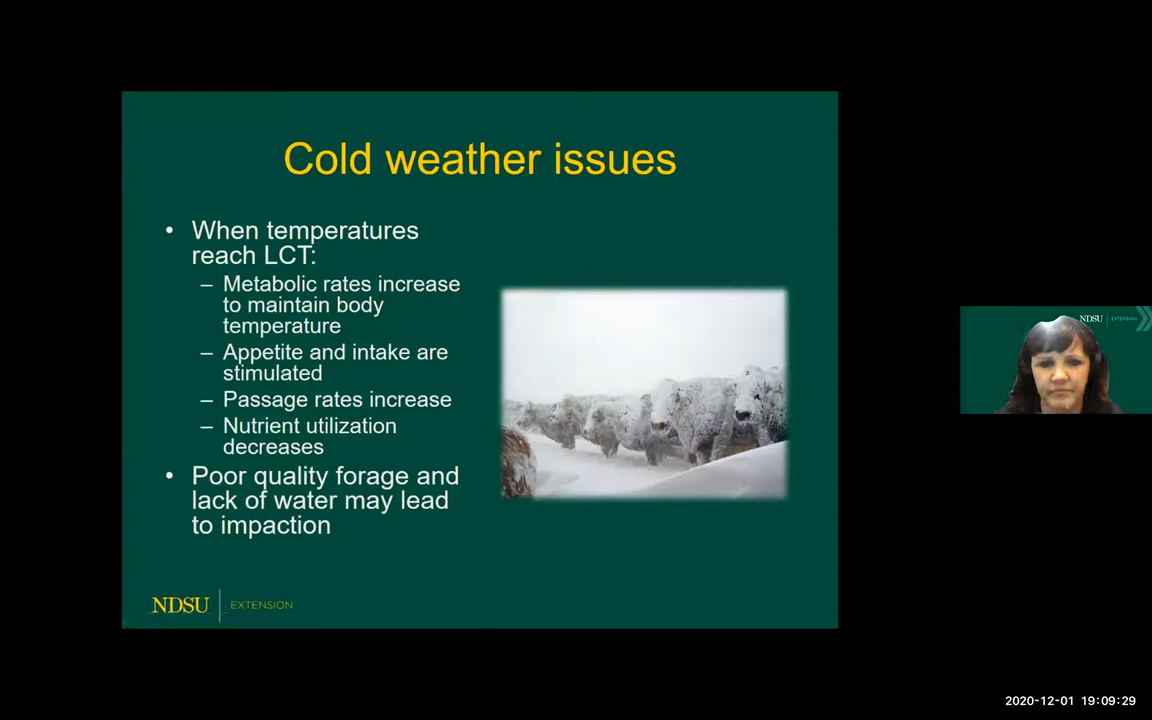 Cold weather issues
• When temperatures
reach LCT:
– Metabolic rates increase
to maintain body
temperature
– Appetite and intake are
stimulated
– Passage rates increase
– Nutrient utilization
decreases
• Poor quality forage and
lack of water may lead
to impaction
NDSU EXTENSION
NDSU EXTENSION
2020-12-01 19:09:29